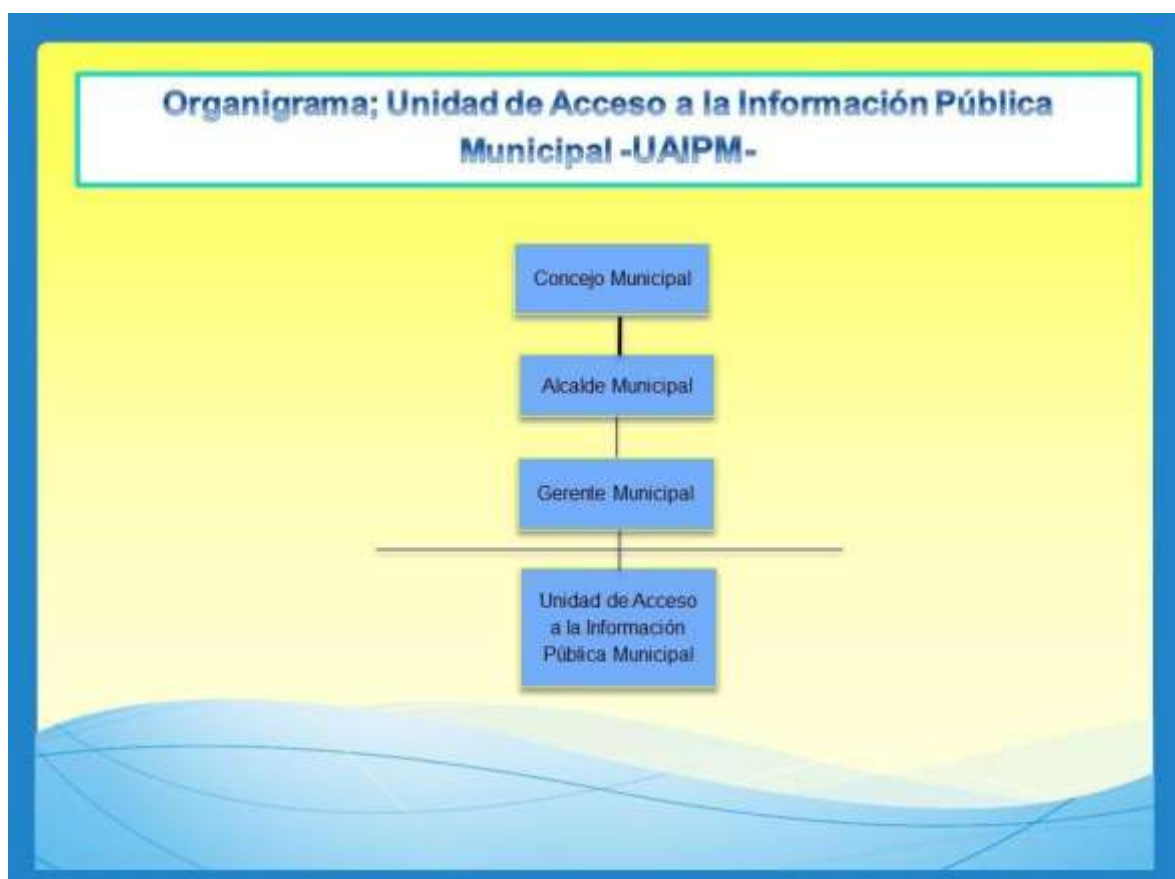 Organigrama; Unidad de Acceso a la Información Pública
Municipal -UAIPM-
Concejo Municipal
Alcalde Municipal
Gerente Municipal
Unidad de Acceso
a la Información
Pública Municipal